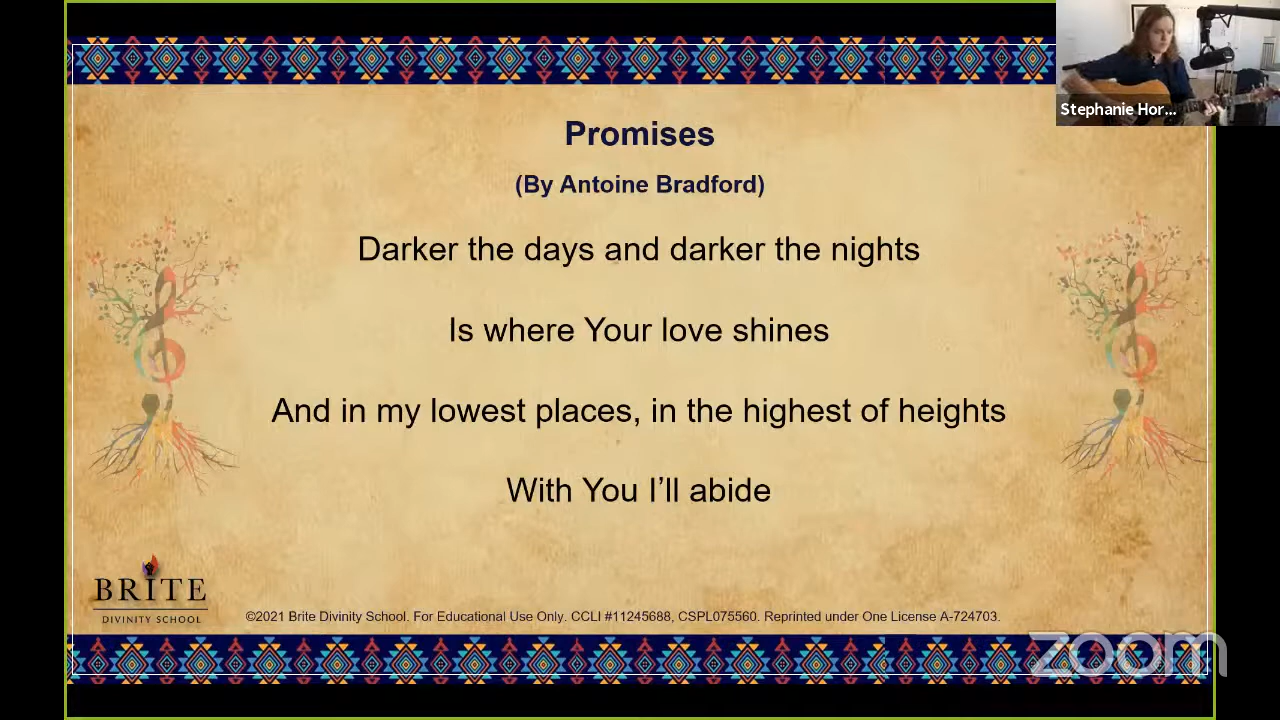 Stephanie Hor...
Promises
(By Antoine Bradford)
Darker the days and darker the nights
Is where Your love shines
And in my lowest places, in the highest of heights
With You I’ll abide
BRITE
DIVINITY SCHOOL
©2021 Brite Divinity School. For Educational Use Only. CCLI #11245688, CSPL075560. Reprinted under One License A-724703.
zoom